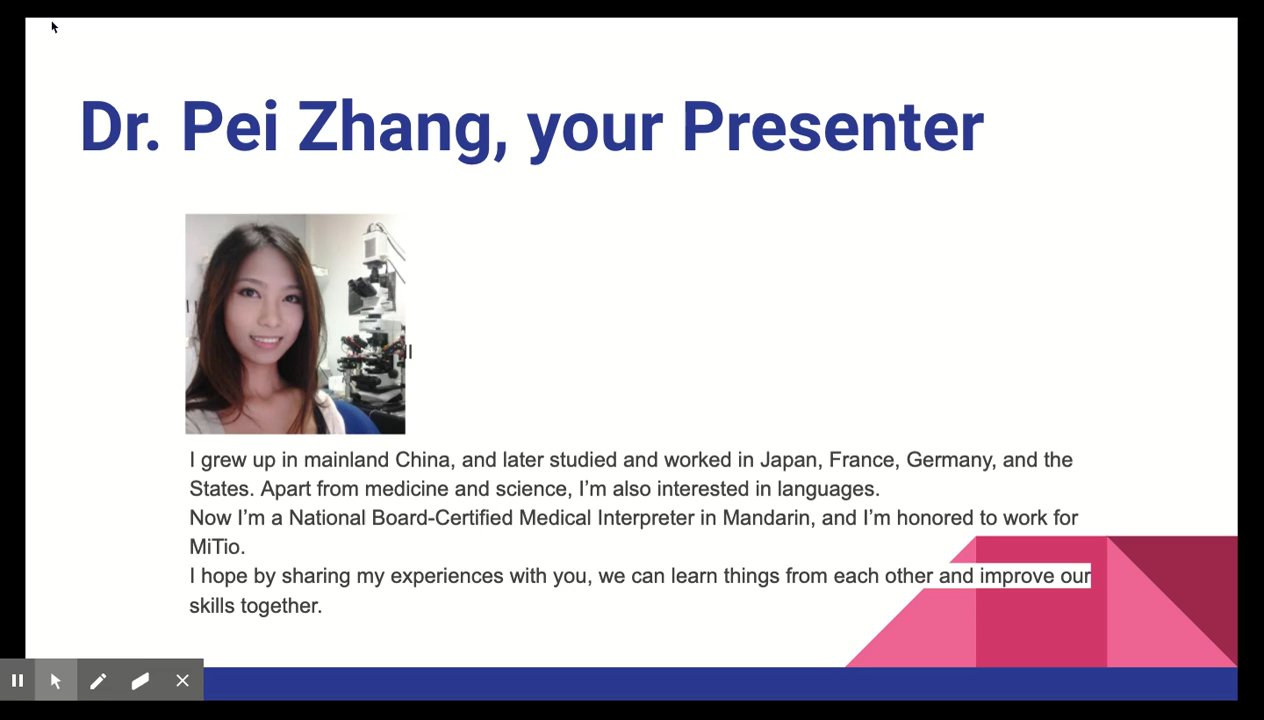 Dr. Pei Zhang, your Presenter
I grew up in mainland China, and later studied and worked in Japan, France, Germany, and the
States. Apart from medicine and science, I'm also interested in languages.
Now I'm a National Board-Certified Medical Interpreter in Mandarin, and I'm honored to work for
MiTio.
I hope by sharing my experiences with you, we can learn things from each other and improve our
skills together.